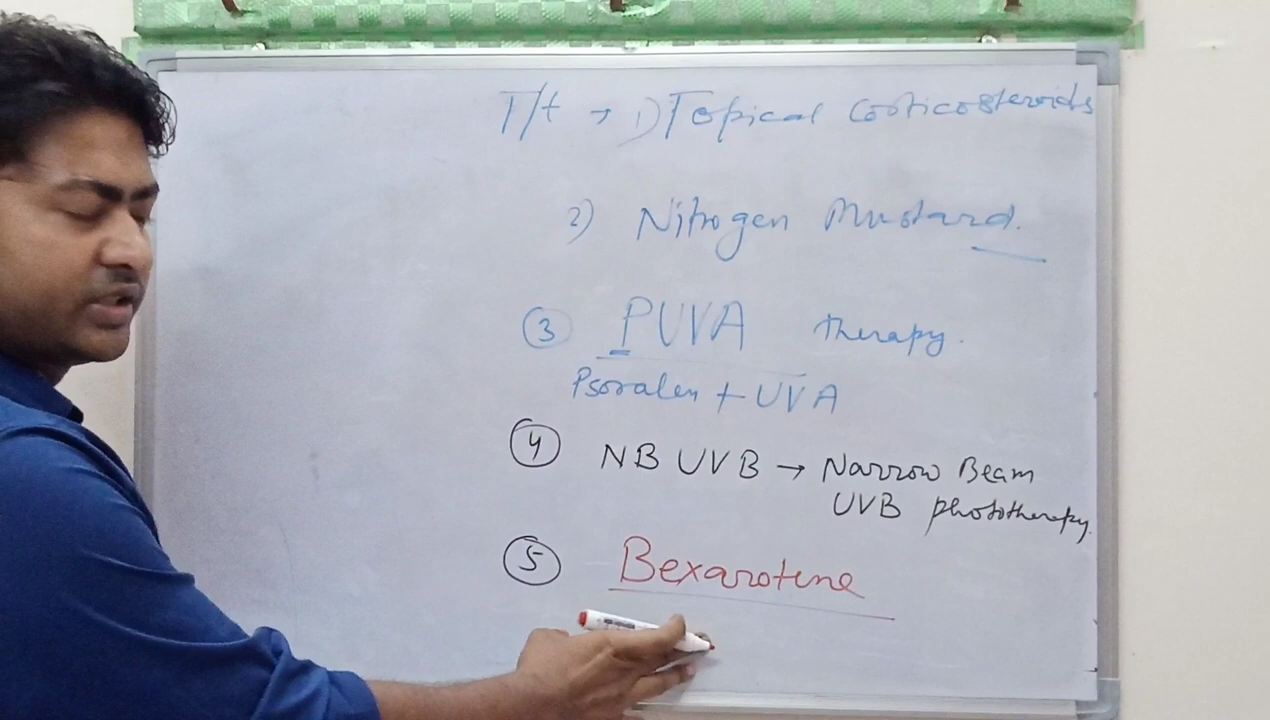 T/t → 1) Topical Corticosteroids
2) Nitrogen Mustard.
③ PUVA therapy.
Psoralen + UVA
④ NB UVB → Narrow Beam
UVB phototherapy.
⑤ Bexarotene